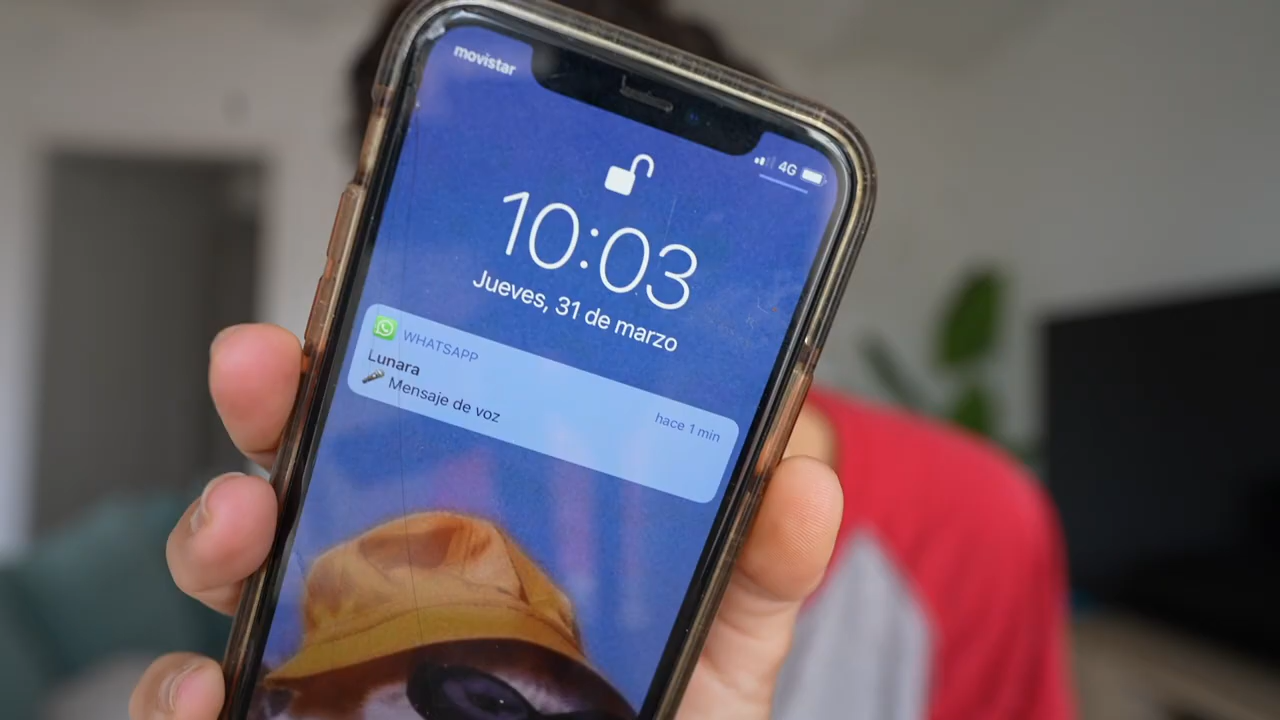 movistar
4G
10:03
Jueves, 31 de marzo
WHATSAPP
Lunara
Mensaje de voz
hace 1 min